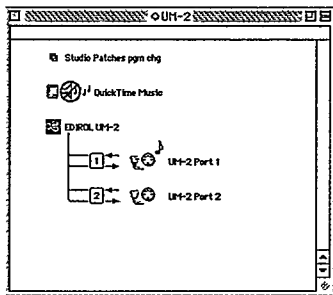 ◇UM-2
Studio Patches pgm chg
QuickTime Music
EDIROL UM-2
1 UM-2 Port 1
2 UM-2 Port 2